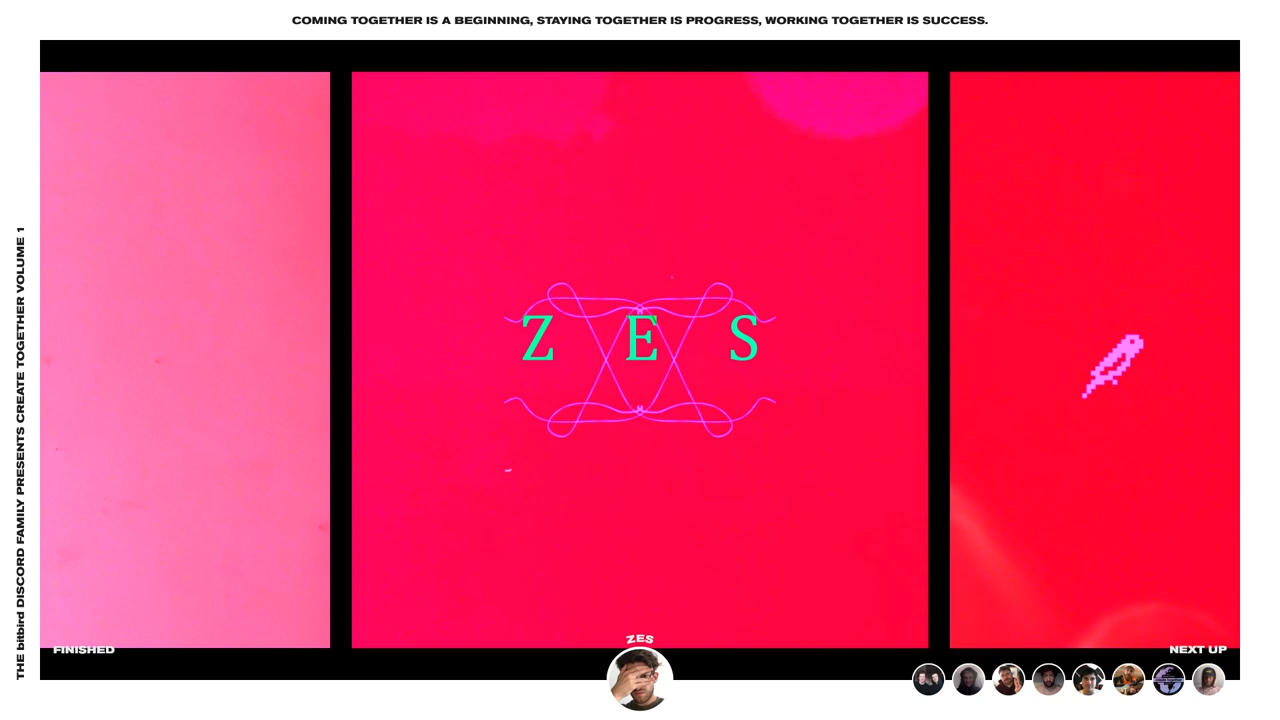 COMING TOGETHER IS A BEGINNING, STAYING TOGETHER IS PROGRESS, WORKING TOGETHER IS SUCCESS.
THE bitbird DISCORD FAMILY PRESENTS CREATE TOGETHER VOLUME 1
Z E S
FINISHED
ZES
NEXT UP